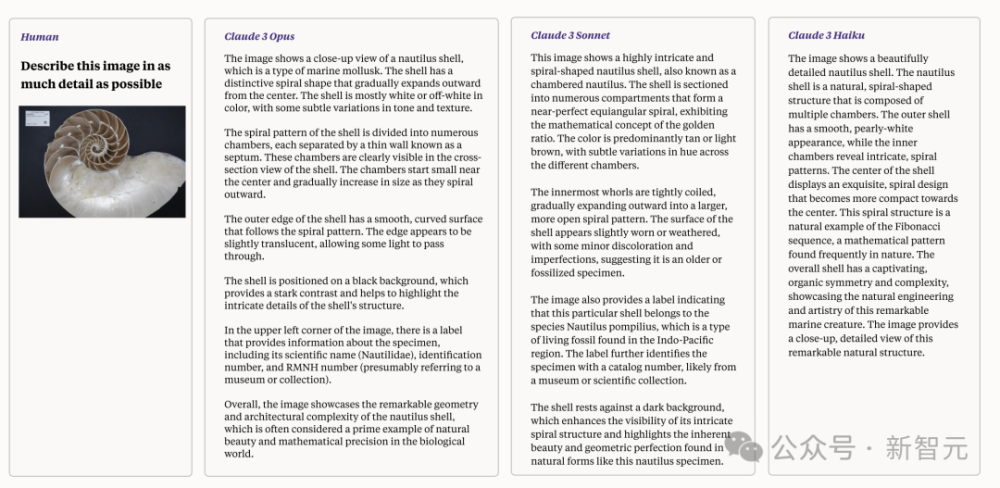 Human
Describe this image in as
much detail as possible
Claude 3 Opus
The image shows a close-up view of a nautilus shell,
which is a type of marine mollusk. The shell has a
distinctive spiral shape that gradually expands outward
from the center. The shell is mostly white or off-white in
color, with some subtle variations in tone and texture.
The spiral pattern of the shell is divided into numerous
chambers, each separated by a thin wall known as a
septum. These chambers are clearly visible in the cross-
section view of the shell. The chambers start small near
the center and gradually increase in size as they spiral
outward.
The outer edge of the shell has a smooth, curved surface
that follows the spiral pattern. The edge appears to be
slightly translucent, allowing some light to pass
through.
The shell is positioned on a black background, which
provides a stark contrast and helps to highlight the
intricate details of the shell's structure.
In the upper left corner of the image, there is a label
that provides information about the specimen,
including its scientific name (Nautilidae), identification
number, and RMNH number (presumably referring to a
museum or collection).
Overall, the image showcases the remarkable geometry
and architectural complexity of the nautilus shell,
which is often considered a prime example of natural
beauty and mathematical precision in the biological
world.
Claude 3 Sonnet
This image shows a highly intricate and
spiral-shaped nautilus shell, also known as a
chambered nautilus. The shell is sectioned
into numerous compartments that form a
near-perfect equiangular spiral, exhibiting
the mathematical concept of the golden
ratio. The color is predominantly tan or light
brown, with subtle variations in hue across
the different chambers.
The innermost whorls are tightly coiled,
gradually expanding outward into a larger,
more open spiral pattern. The surface of the
shell appears slightly worn or weathered,
with some minor discoloration and
imperfections, suggesting it is an older or
fossilized specimen.
The image also provides a label indicating
that this particular shell belongs to the
species Nautilus pompilius, which is a type
of living fossil found in the Indo-Pacific
region. The label further identifies the
specimen with a catalog number, likely from
a museum or scientific collection.
The shell rests against a dark background,
which enhances the visibility of its intricate
spiral structure and highlights the inherent
beauty and geometric perfection found in
natural forms like this nautilus specimen.
Claude 3 Haiku
The image shows a beautifully
detailed nautilus shell. The nautilus
shell is a natural, spiral-shaped
structure that is composed of
multiple chambers. The outer shell
has a smooth, pearly-white
appearance, while the inner
chambers reveal intricate, spiral
patterns. The center of the shell
displays an exquisite, spiral design
that becomes more compact towards
the center. This spiral structure is a
natural example of the Fibonacci
sequence, a mathematical pattern
found frequently in nature. The
overall shell has a captivating,
organic symmetry and complexity,
showcasing the natural engineering
and artistry of this remarkable
marine creature. The image provides
a close-up, detailed view of this
remarkable natural structure.
公众号 · 新智元